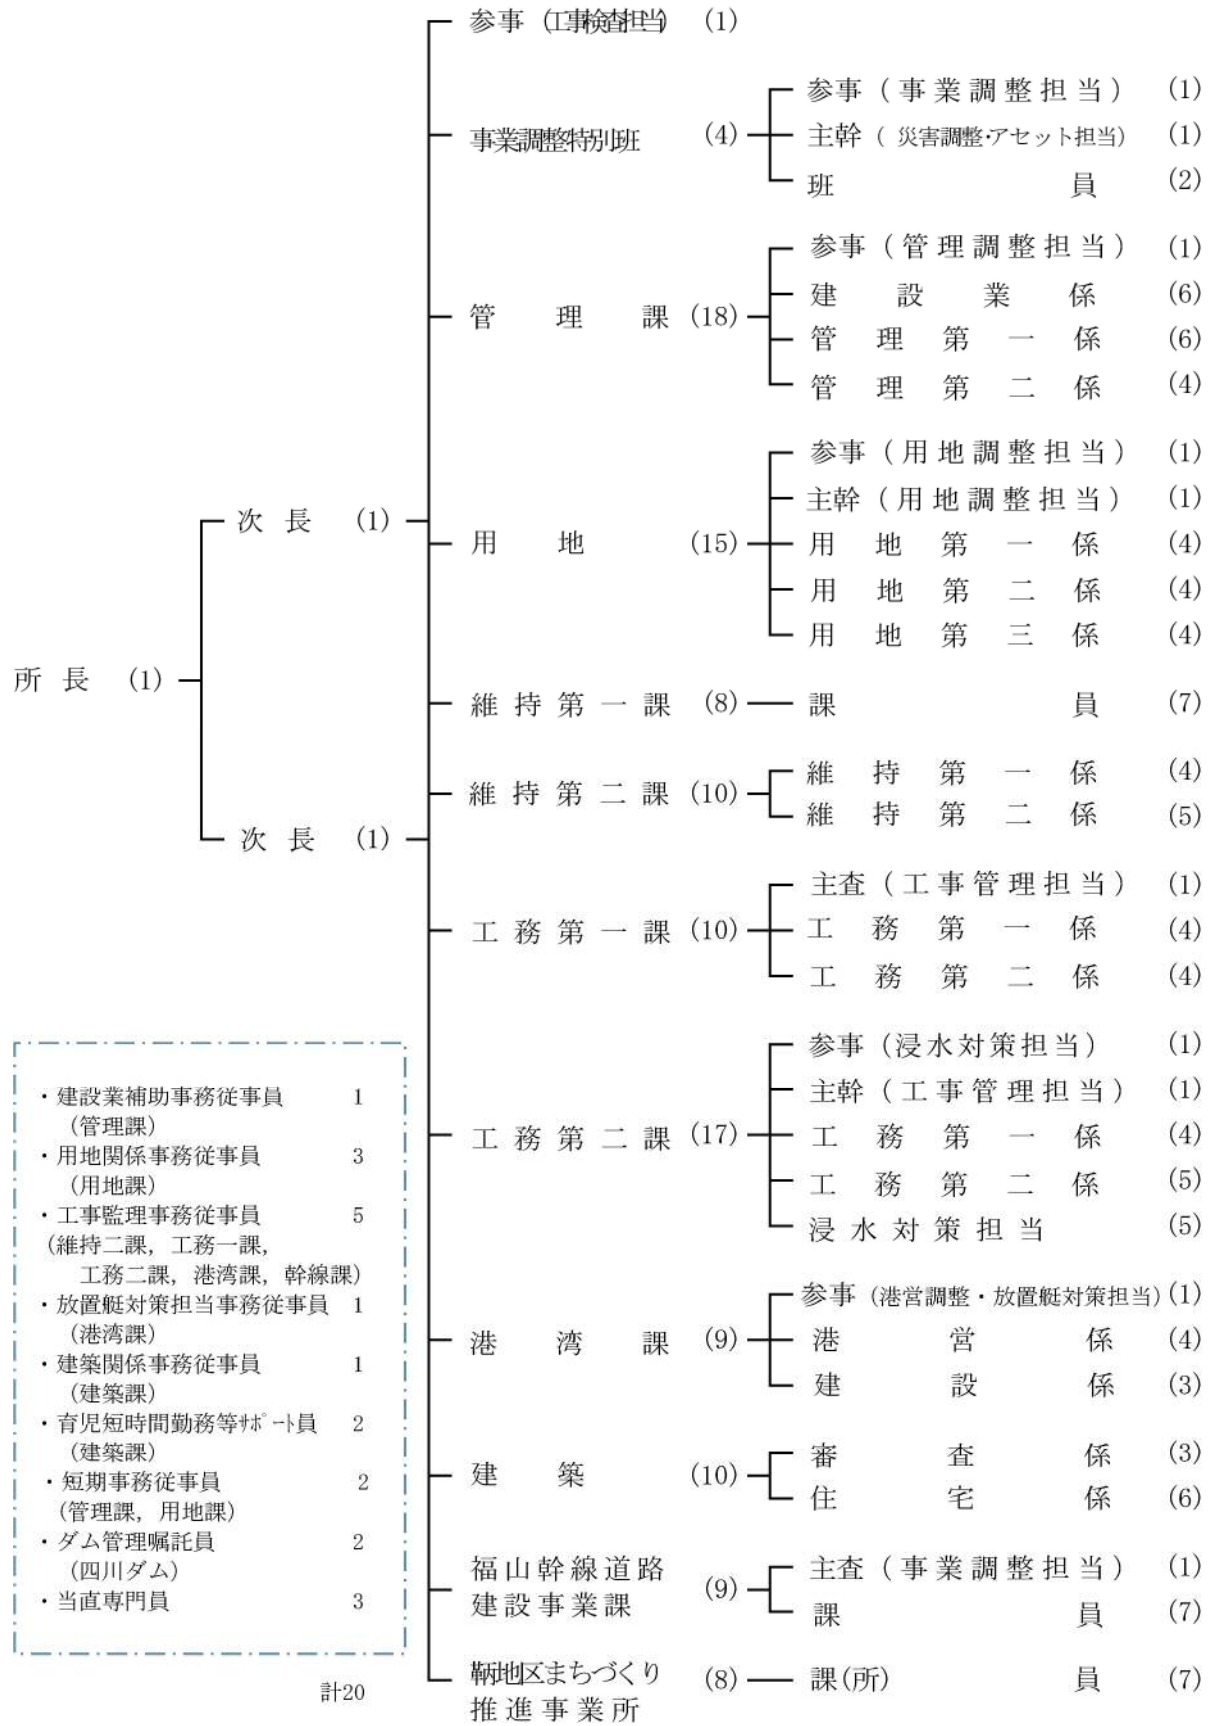 参事 (工事検査担当) (1)
事業調整特別班 (4)
参事 ( 事 業 調 整 担 当 ) (1)
主幹 ( 災害調整・アセット担当) (1)
班 員 (2)
管 理 課 (18)
参事 ( 管 理 調 整 担 当 ) (1)
建 設 業 係 (6)
管 理 第 一 係 (6)
管 理 第 二 係 (4)
用 地 (15)
参事 ( 用 地 調 整 担 当 ) (1)
主幹 ( 用 地 調 整 担 当 ) (1)
用 地 第 一 係 (4)
用 地 第 二 係 (4)
用 地 第 三 係 (4)
次 長 (1)
所 長 (1)
次 長 (1)
維 持 第 一 課 (8)
課 員 (7)
維 持 第 二 課 (10)
維 持 第 一 係 (4)
維 持 第 二 係 (5)
工 務 第 一 課 (10)
主査 ( 工 事 管 理 担 当 ) (1)
工 務 第 一 係 (4)
工 務 第 二 係 (4)
工 務 第 二 課 (17)
参事 (浸水対策担当) (1)
主幹 ( 工 事 管 理 担 当 ) (1)
工 務 第 一 係 (4)
工 務 第 二 係 (5)
浸 水 対 策 担 当 (5)
港 湾 課 (9)
参事 (港営調整・放置艇対策担当) (1)
港 営 係 (4)
建 設 係 (3)
建 築 (10)
審 査 係 (3)
住 宅 係 (6)
福山幹線道路
建設事業課 (9)
主査 ( 事 業 調 整 担 当 ) (1)
課 員 (7)
鞆地区まちづくり
推進事業所 (8)
課(所) 員 (7)
・建設業補助事務従事員 1
(管理課)
・用地関係事務従事員 3
(用地課)
・工事監理事務従事員 5
(維持二課, 工務一課,
工務二課, 港湾課, 幹線課)
・放置艇対策担当事務従事員 1
(港湾課)
・建築関係事務従事員 1
(建築課)
・育児短時間勤務等ｻﾎﾟｰﾄ員 2
(建築課)
・短期事務従事員 2
(管理課, 用地課)
・ダム管理嘱託員 2
(四川ダム)
・当直専門員 3
計20